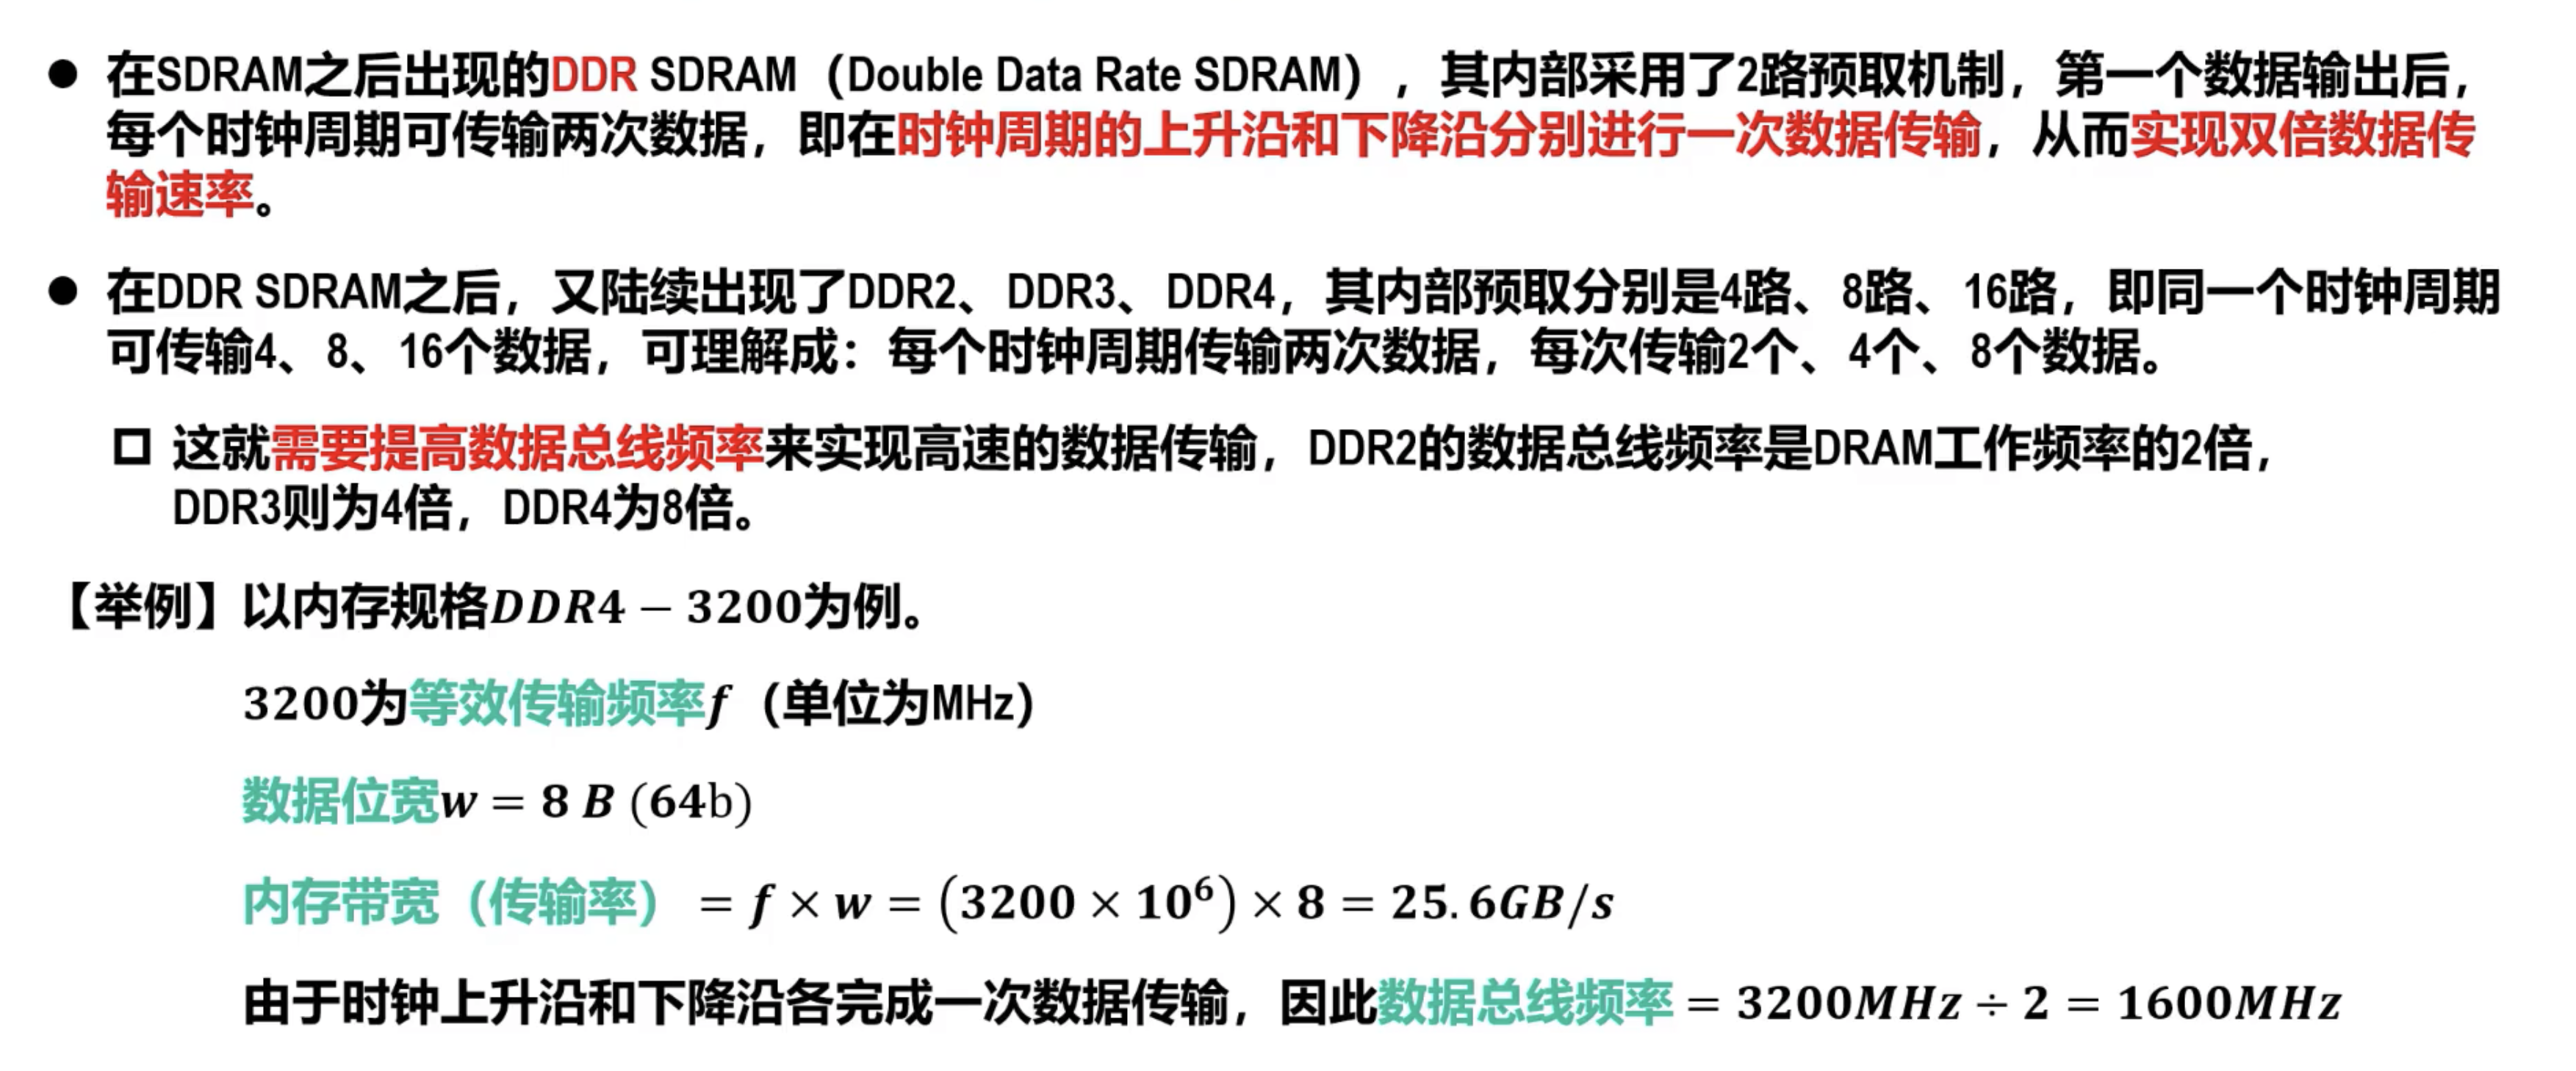 ● 在SDRAM之后出现的DDR SDRAM（Double Data Rate SDRAM），其内部采用了2路预取机制，第一个数据输出后，
每个时钟周期可传输两次数据，即在时钟周期的上升沿和下降沿分别进行一次数据传输，从而实现双倍数据传
输速率。
● 在DDR SDRAM之后，又陆续出现了DDR2、DDR3、DDR4，其内部预取分别是4路、8路、16路，即同一个时钟周期
可传输4、8、16个数据，可理解成：每个时钟周期传输两次数据，每次传输2个、4个、8个数据。
□ 这就需要提高数据总线频率来实现高速的数据传输，DDR2的数据总线频率是DRAM工作频率的2倍，
DDR3则为4倍，DDR4为8倍。
【举例】以内存规格DDR4 − 3200为例。
3200为等效传输频率f（单位为MHz）
数据位宽w = 8 B (64b)
内存带宽（传输率） = f × w = (3200 × 10⁶) × 8 = 25.6GB/s
由于时钟上升沿和下降沿各完成一次数据传输，因此数据总线频率 = 3200MHz ÷ 2 = 1600MHz